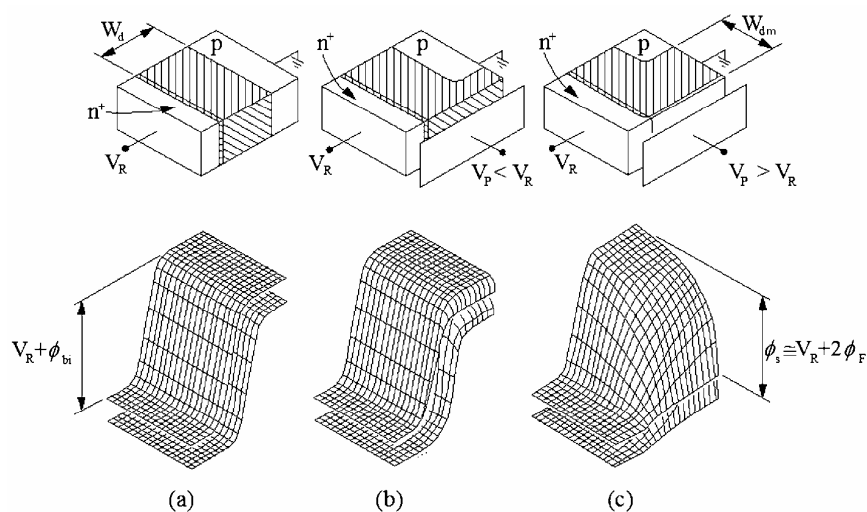 W_d
p
n⁺
V_R
n⁺
p
V_R
V_P < V_R
n⁺
p
W_dm
V_R
V_P > V_R
V_R + ϕ_bi
ϕ_s ≅ V_R + 2ϕ_F
(a)
(b)
(c)